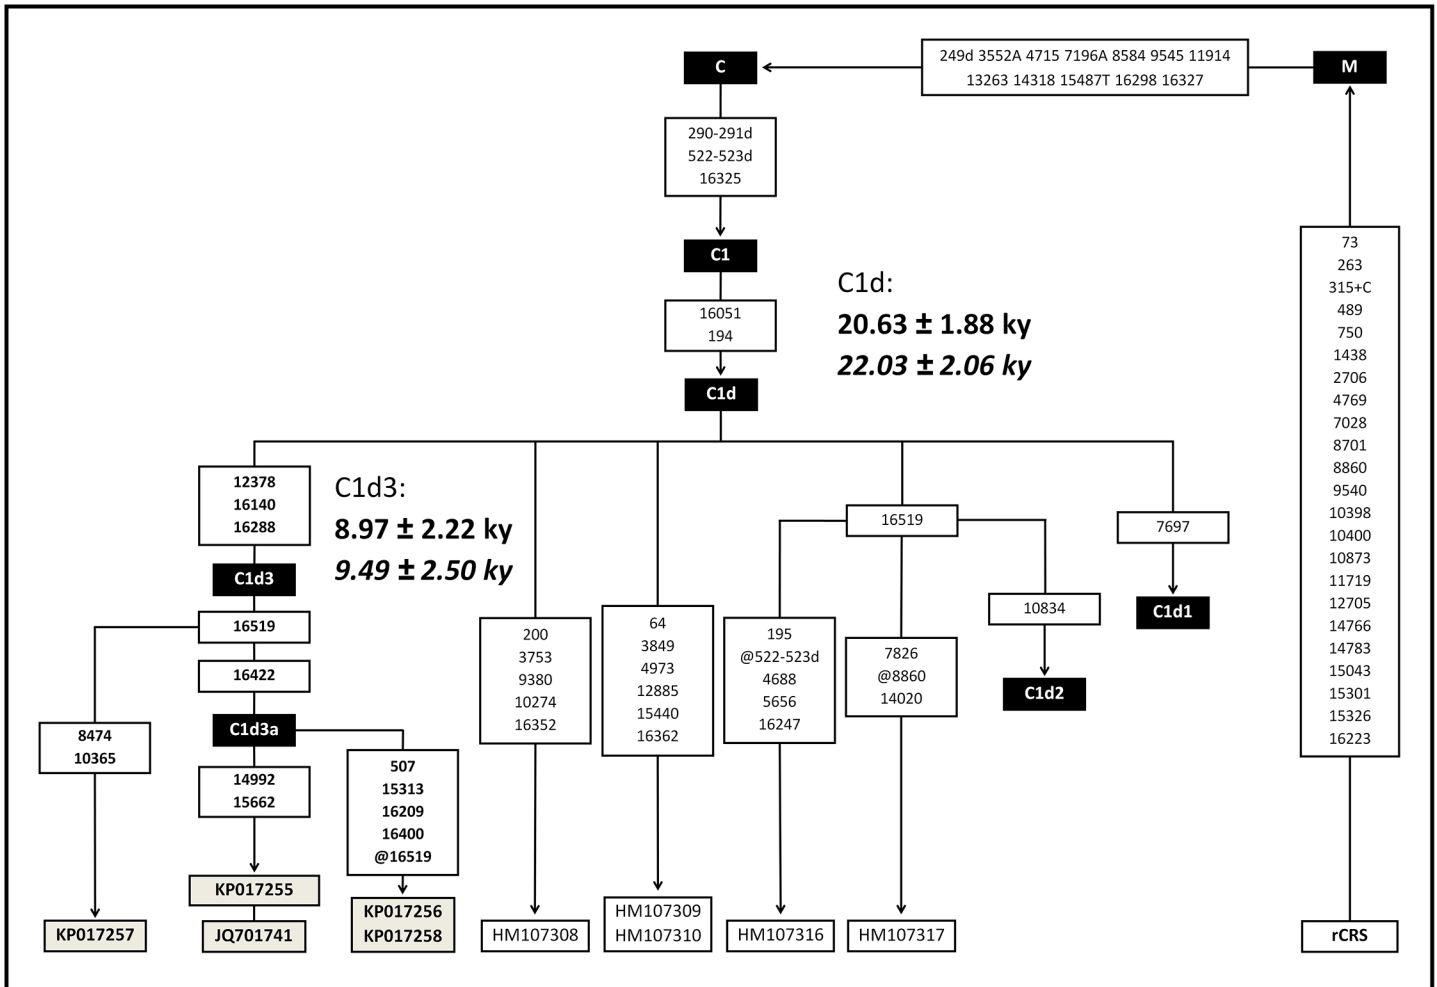 C
249d 3552A 4715 7196A 8584 9545 11914
13263 14318 15487T 16298 16327
M
290-291d
522-523d
16325
C1
16051
194
C1d
C1d:
20.63 ± 1.88 ky
22.03 ± 2.06 ky
73
263
315+C
489
750
1438
2706
4769
7028
8701
8860
9540
10398
10400
10873
11719
12705
14766
14783
15043
15301
15326
16223
12378
16140
16288
C1d3
C1d3:
8.97 ± 2.22 ky
9.49 ± 2.50 ky
16519
16422
C1d3a
8474
10365
14992
15662
507
15313
16209
16400
@16519
200
3753
9380
10274
16352
64
3849
4973
12885
15440
16362
16519
195
@522-523d
4688
5656
16247
7826
@8860
14020
10834
C1d2
7697
C1d1
KP017257
KP017255
JQ701741
KP017256
KP017258
HM107308
HM107309
HM107310
HM107316
HM107317
rCRS